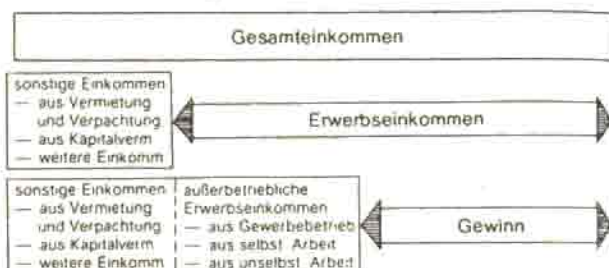 Gesamteinkommen
sonstige Einkommen
— aus Vermietung
und Verpachtung
— aus Kapitalverm
— weitere Einkomm
Erwerbseinkommen
sonstige Einkommen
— aus Vermietung
und Verpachtung
— aus Kapitalverm
— weitere Einkomm
außerbetriebliche
Erwerbseinkommen
— aus Gewerbebetrieb
— aus selbst Arbeit
— aus unselbst Arbeit
Gewinn